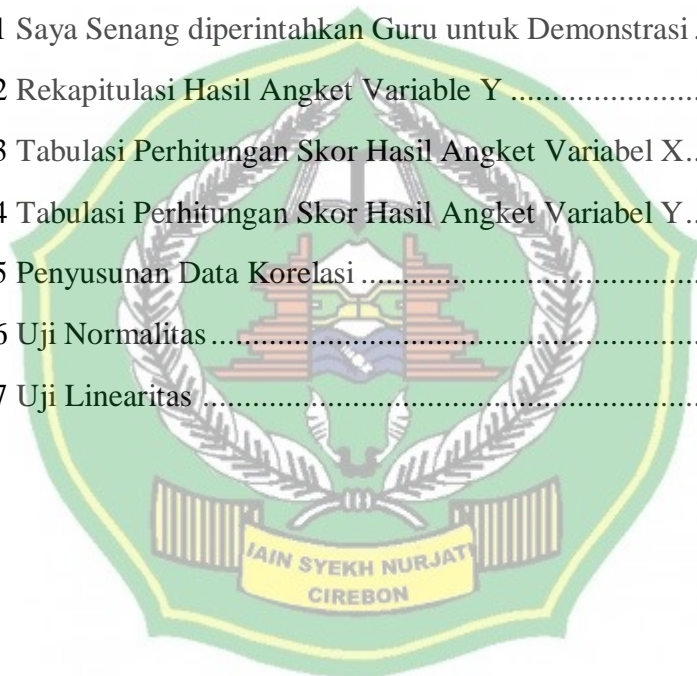 1 Saya Senang diperintahkan Guru untuk Demonstrasi .
2 Rekapitulasi Hasil Angket Variable Y .......................
3 Tabulasi Perhitungan Skor Hasil Angket Variabel X..
4 Tabulasi Perhitungan Skor Hasil Angket Variabel Y..
5 Penyusunan Data Korelasi .........................................
6 Uji Normalitas ...........................................................
7 Uji Linearitas .............................................................
IAIN SYEKH NURJATI
CIREBON